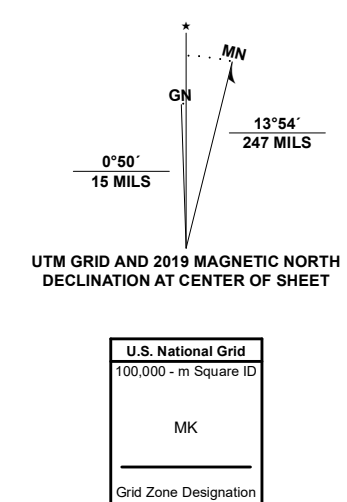 ★
MN
GN
13°54´
247 MILS
0°50´
15 MILS
UTM GRID AND 2019 MAGNETIC NORTH
DECLINATION AT CENTER OF SHEET
U.S. National Grid
100,000 - m Square ID
MK
Grid Zone Designation